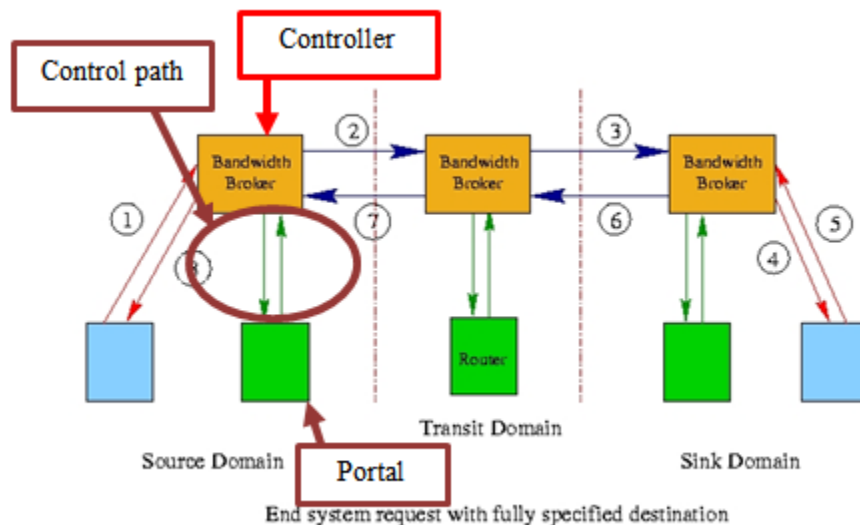 Controller
Control path
2
3
Bandwidth
Broker
Bandwidth
Broker
Bandwidth
Broker
1
7
6
5
8
4
Router
Transit Domain
Source Domain
Portal
Sink Domain
End system request with fully specified destination